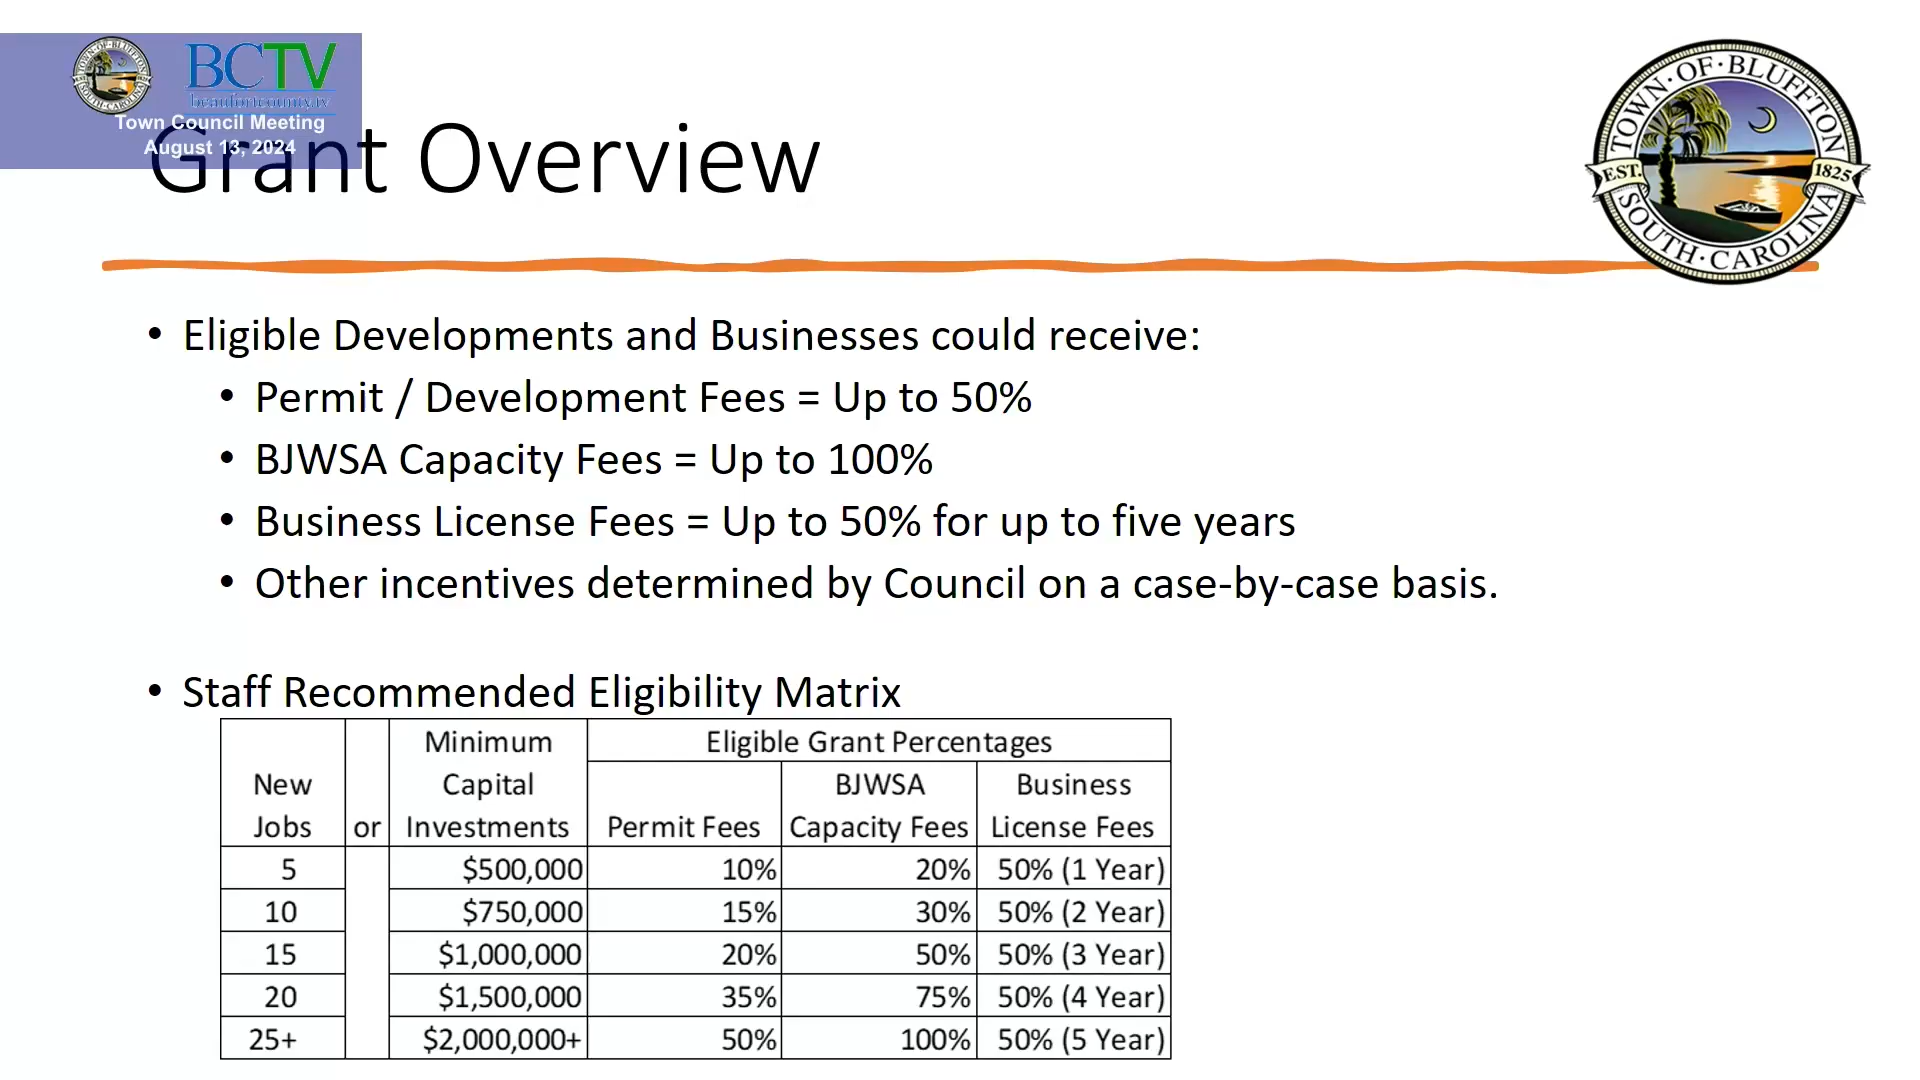 BCTV
beaufortcounty.tv
Town Council Meeting
August 13, 2024
Grant Overview
TOWN·OF·BLUFFTON
EST. 1825
SOUTH·CAROLINA
• Eligible Developments and Businesses could receive:
• Permit / Development Fees = Up to 50%
• BJWSA Capacity Fees = Up to 100%
• Business License Fees = Up to 50% for up to five years
• Other incentives determined by Council on a case-by-case basis.
• Staff Recommended Eligibility Matrix
New Jobs or Minimum Capital Investments Eligible Grant Percentages
Permit Fees BJWSA Capacity Fees Business License Fees
5 $500,000 10% 20% 50% (1 Year)
10 $750,000 15% 30% 50% (2 Year)
15 $1,000,000 20% 50% 50% (3 Year)
20 $1,500,000 35% 75% 50% (4 Year)
25+ $2,000,000+ 50% 100% 50% (5 Year)